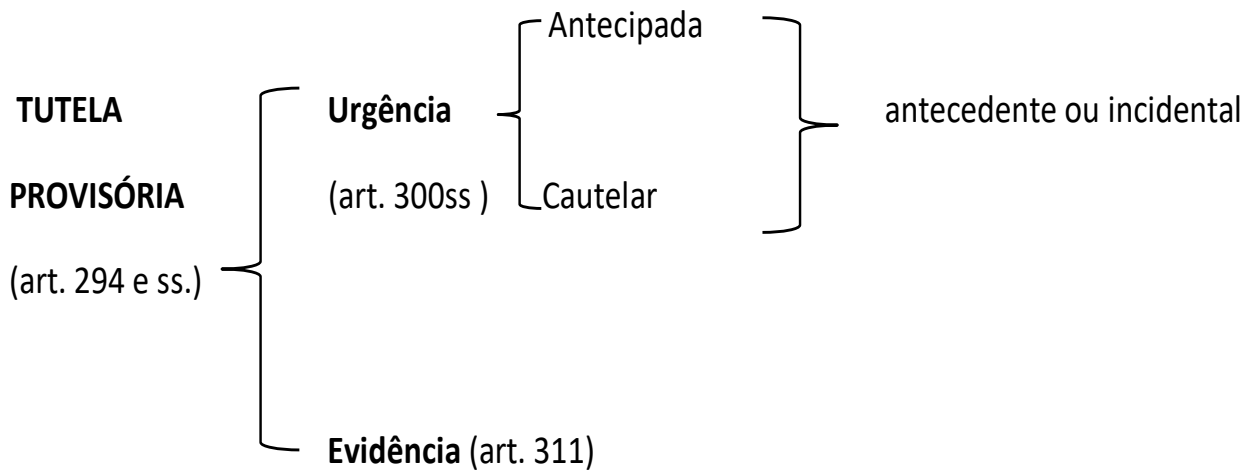 Antecipada
TUTELA Urgência antecedente ou incidental
PROVISÓRIA (art. 300ss ) Cautelar
(art. 294 e ss.)
Evidência (art. 311)